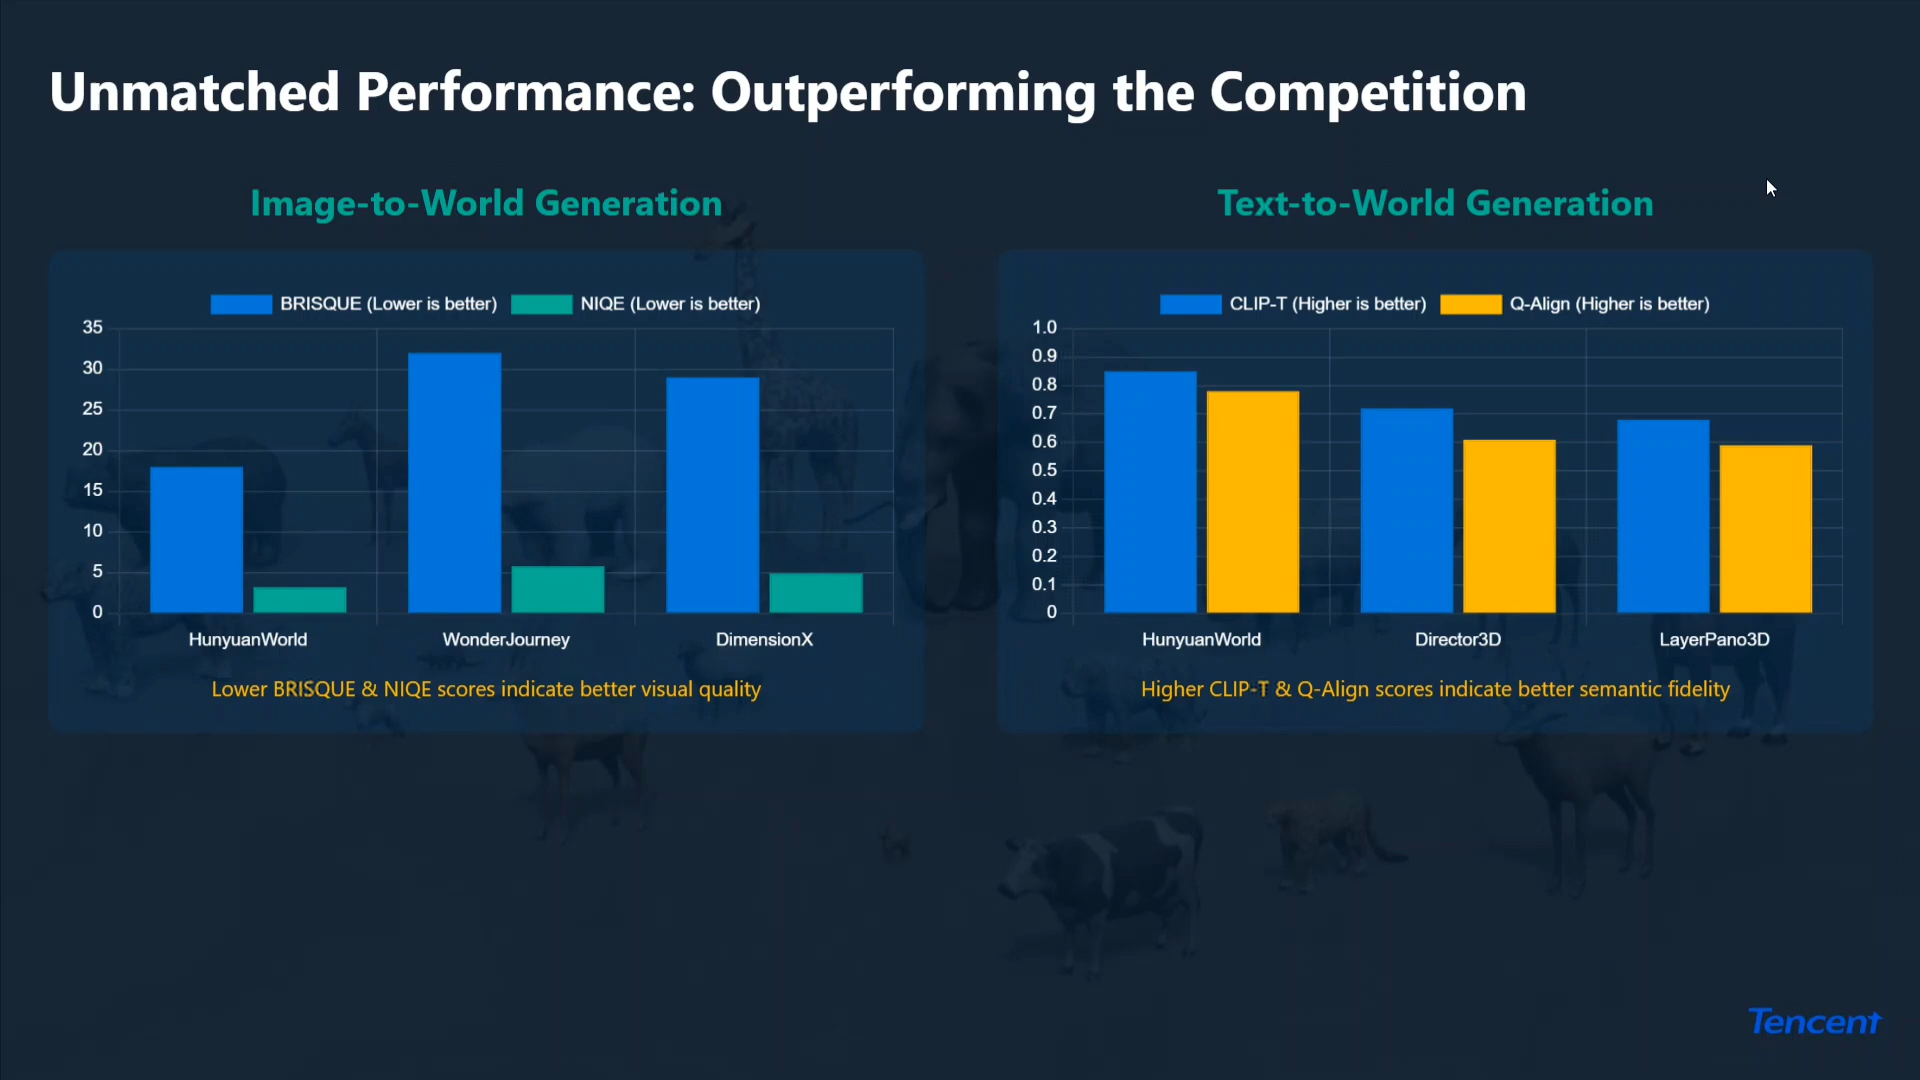 Unmatched Performance: Outperforming the Competition
Image-to-World Generation
BRISQUE (Lower is better) NIQE (Lower is better)
35
30
25
20
15
10
5
0
HunyuanWorld WonderJourney DimensionX
Lower BRISQUE & NIQE scores indicate better visual quality
Text-to-World Generation
CLIP-T (Higher is better) Q-Align (Higher is better)
1.0
0.9
0.8
0.7
0.6
0.5
0.4
0.3
0.2
0.1
0
HunyuanWorld Director3D LayerPano3D
Higher CLIP-T & Q-Align scores indicate better semantic fidelity
Tencent